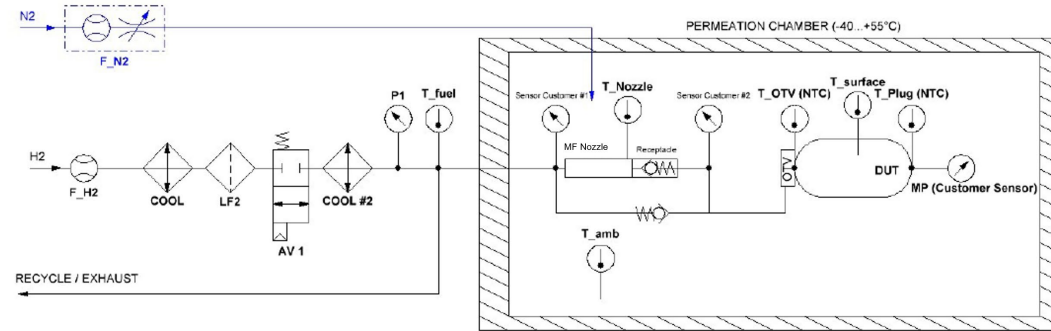 N2
F_N2
PERMEATION CHAMBER (-40...+55°C)
P1
T_fuel
Sensor Customer #1
T_Nozzle
Sensor Customer #2
T_OTV (NTC)
T_surface
T_Plug (NTC)
H2
F_H2
COOL
LF2
AV 1
COOL #2
MF Nozzle
Receptacle
OTV
DUT
MP (Customer Sensor)
T_amb
RECYCLE / EXHAUST